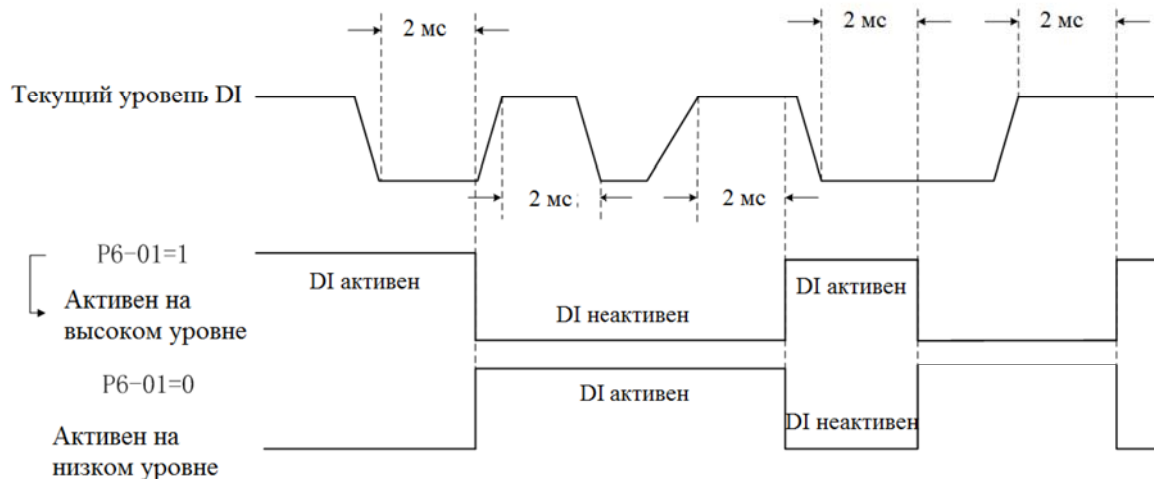 2 мс
2 мс
2 мс
Текущий уровень DI
2 мс
2 мс
P6-01=1
DI активен
DI активен
Активен на
высоком уровне
DI неактивен
P6-01=0
DI активен
DI неактивен
Активен на
низком уровне